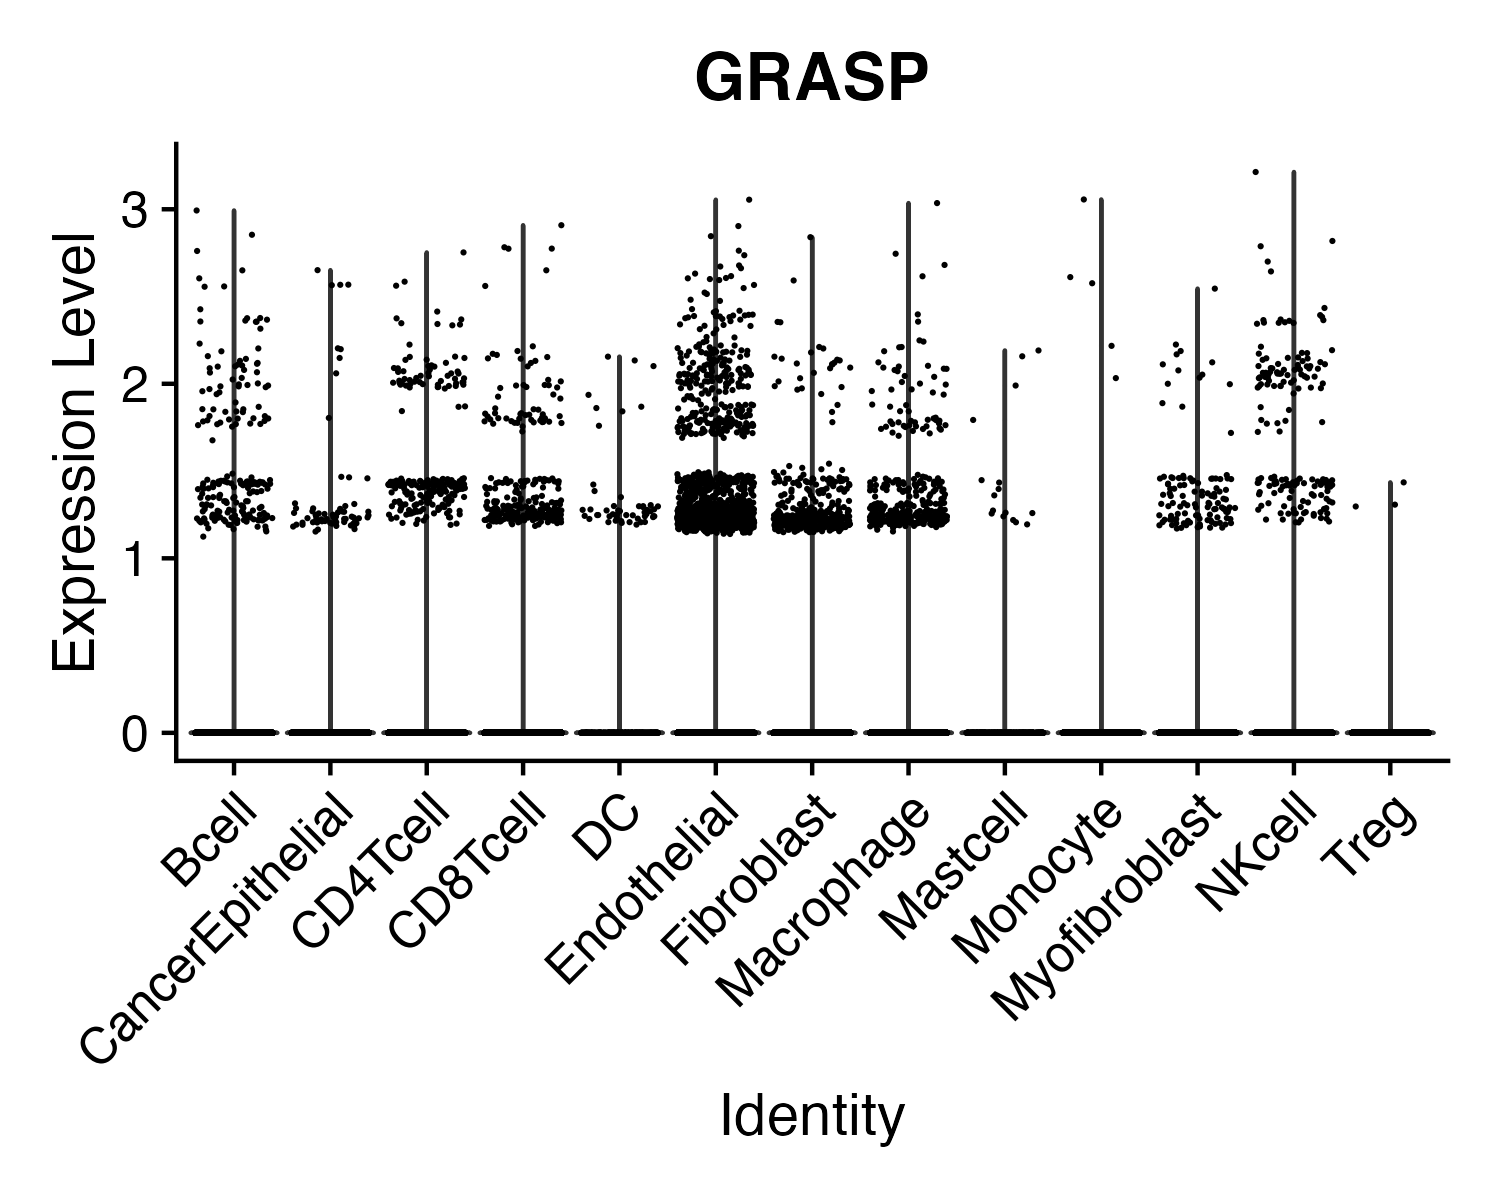 GRASP
Expression Level
3
2
1
0
Bcell
CancerEpithelial
CD4Tcell
CD8Tcell
DC
Endothelial
Fibroblast
Macrophage
Mastcell
Monocyte
Myofibroblast
NKcell
Treg
Identity